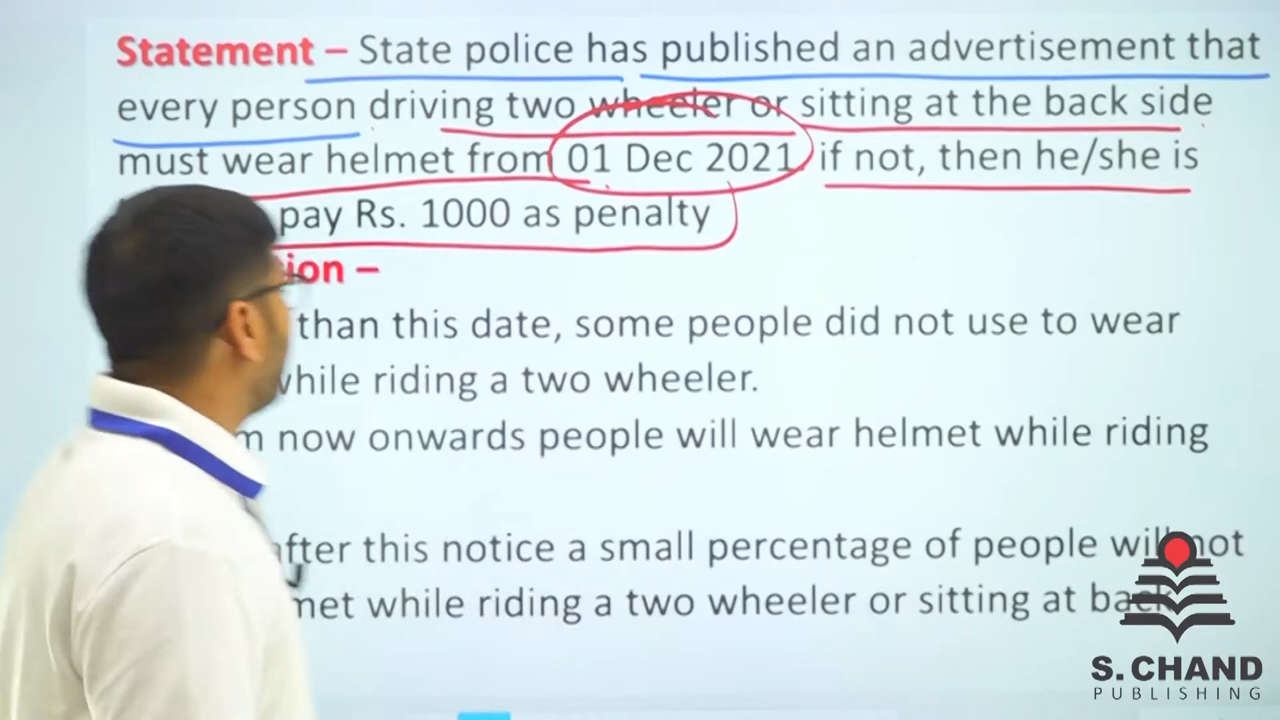 Statement – State police has published an advertisement that
every person driving two wheeler or sitting at the back side
must wear helmet from 01 Dec 2021 if not, then he/she is
pay Rs. 1000 as penalty
ion –
than this date, some people did not use to wear
while riding a two wheeler.
now onwards people will wear helmet while riding
after this notice a small percentage of people will not
met while riding a two wheeler or sitting at back
S. CHAND
PUBLISHING